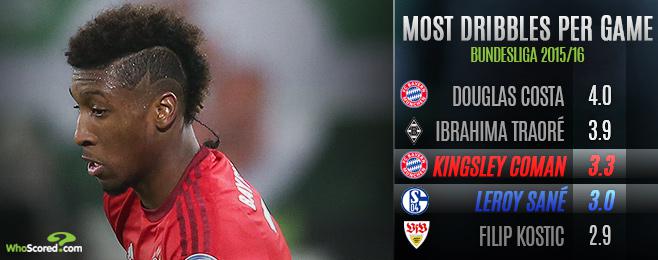 MOST DRIBBLES PER GAME
BUNDESLIGA 2015/16
DOUGLAS COSTA 4.0
IBRAHIMA TRAORÉ 3.9
KINGSLEY COMAN 3.3
LEROY SANÉ 3.0
FILIP KOSTIC 2.9
WhoScored.com